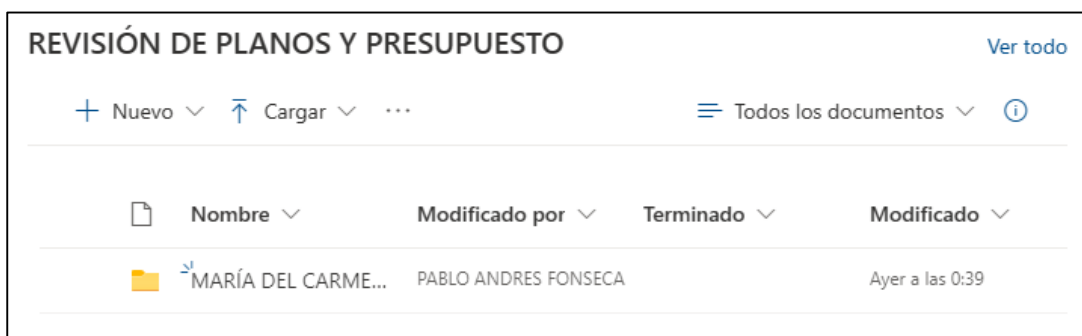 REVISIÓN DE PLANOS Y PRESUPUESTO Ver todo
Nuevo Cargar ... Todos los documentos
Nombre Modificado por Terminado Modificado
MARÍA DEL CARME... PABLO ANDRES FONSECA Ayer a las 0:39